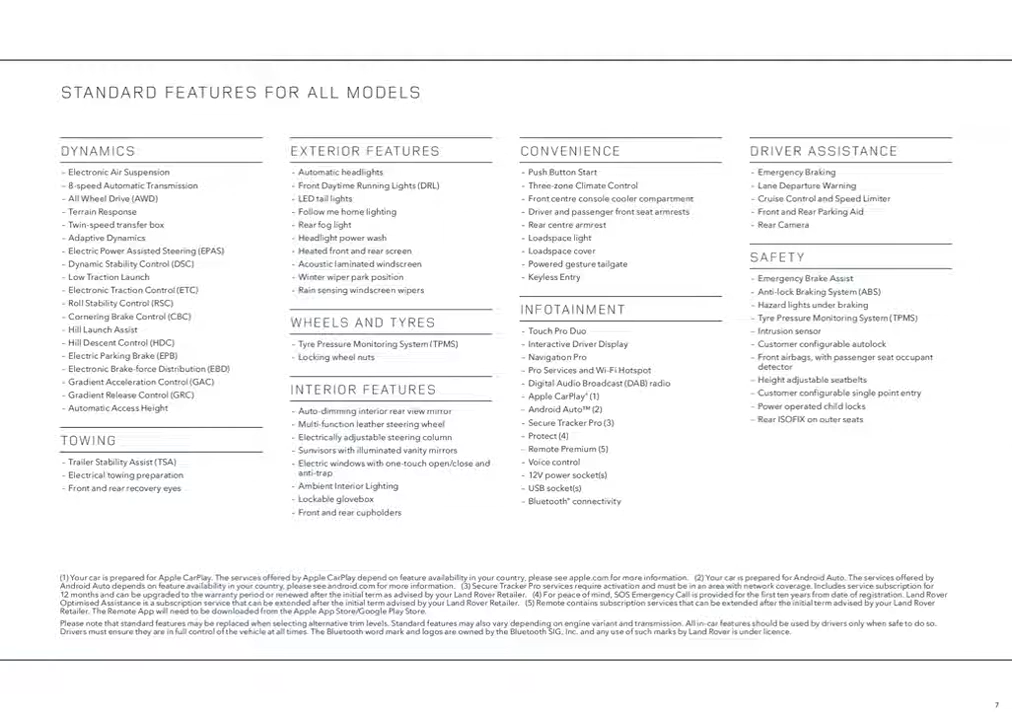 STANDARD FEATURES FOR ALL MODELS
DYNAMICS
– Electronic Air Suspension
– 8-speed Automatic Transmission
– All Wheel Drive (AWD)
– Terrain Response
– Twin-speed transfer box
– Adaptive Dynamics
– Electric Power Assisted Steering (EPAS)
– Dynamic Stability Control (DSC)
– Low Traction Launch
– Electronic Traction Control (ETC)
– Roll Stability Control (RSC)
– Cornering Brake Control (CBC)
– Hill Launch Assist
– Hill Descent Control (HDC)
– Electric Parking Brake (EPB)
– Electronic Brake-force Distribution (EBD)
– Gradient Acceleration Control (GAC)
– Gradient Release Control (GRC)
– Automatic Access Height
TOWING
– Trailer Stability Assist (TSA)
– Electrical towing preparation
– Front and rear recovery eyes
EXTERIOR FEATURES
– Automatic headlights
– Front Daytime Running Lights (DRL)
– LED tail lights
– Follow me home lighting
– Rear fog light
– Headlight power wash
– Heated front and rear screen
– Acoustic laminated windscreen
– Winter wiper park position
– Rain sensing windscreen wipers
WHEELS AND TYRES
– Tyre Pressure Monitoring System (TPMS)
– Locking wheel nuts
INTERIOR FEATURES
– Auto-dimming interior rear view mirror
– Multi-function leather steering wheel
– Electrically adjustable steering column
– Sunvisors with illuminated vanity mirrors
– Electric windows with one-touch open/close and
anti-trap
– Ambient Interior Lighting
– Lockable glovebox
– Front and rear cupholders
CONVENIENCE
– Push Button Start
– Three-zone Climate Control
– Front centre console cooler compartment
– Driver and passenger front seat armrests
– Rear centre armrest
– Loadspace light
– Loadspace cover
– Powered gesture tailgate
– Keyless Entry
INFOTAINMENT
– Touch Pro Duo
– Interactive Driver Display
– Navigation Pro
– Pro Services and Wi-Fi Hotspot
– Digital Audio Broadcast (DAB) radio
– Apple CarPlay® (1)
– Android Auto™ (2)
– Secure Tracker Pro (3)
– Protect (4)
– Remote Premium (5)
– Voice control
– 12V power socket(s)
– USB socket(s)
– Bluetooth® connectivity
DRIVER ASSISTANCE
– Emergency Braking
– Lane Departure Warning
– Cruise Control and Speed Limiter
– Front and Rear Parking Aid
– Rear Camera
SAFETY
– Emergency Brake Assist
– Anti-lock Braking System (ABS)
– Hazard lights under braking
– Tyre Pressure Monitoring System (TPMS)
– Intrusion sensor
– Customer configurable autolock
– Front airbags, with passenger seat occupant
detector
– Height adjustable seatbelts
– Customer configurable single point entry
– Power operated child locks
– Rear ISOFIX on outer seats
(1) Your car is prepared for Apple CarPlay. The services offered by Apple CarPlay depend on feature availability in your country, please see apple.com for more information. (2) Your car is prepared for Android Auto. The services offered by
Android Auto depends on feature availability in your country, please see android.com for more information. (3) Secure Tracker Pro services require activation and must be in an area with network coverage. Includes service subscription for
12 months and can be upgraded to the warranty period or renewed after the initial term as advised by your Land Rover Retailer. (4) For peace of mind, SOS Emergency Call is provided for the first ten years from date of registration. Land Rover
Optimised Assistance is a subscription service that can be extended after the initial term advised by your Land Rover Retailer. (5) Remote contains subscription services that can be extended after the initial term advised by your Land Rover
Retailer. The Remote App will need to be downloaded from the Apple App Store/Google Play Store.
Please note that standard features may be replaced when selecting alternative trim levels. Standard features may also vary depending on engine variant and transmission. All in-car features should be used by drivers only when safe to do so.
Drivers must ensure they are in full control of the vehicle at all times. The Bluetooth word mark and logos are owned by the Bluetooth SIG, Inc. and any use of such marks by Land Rover is under licence.
7